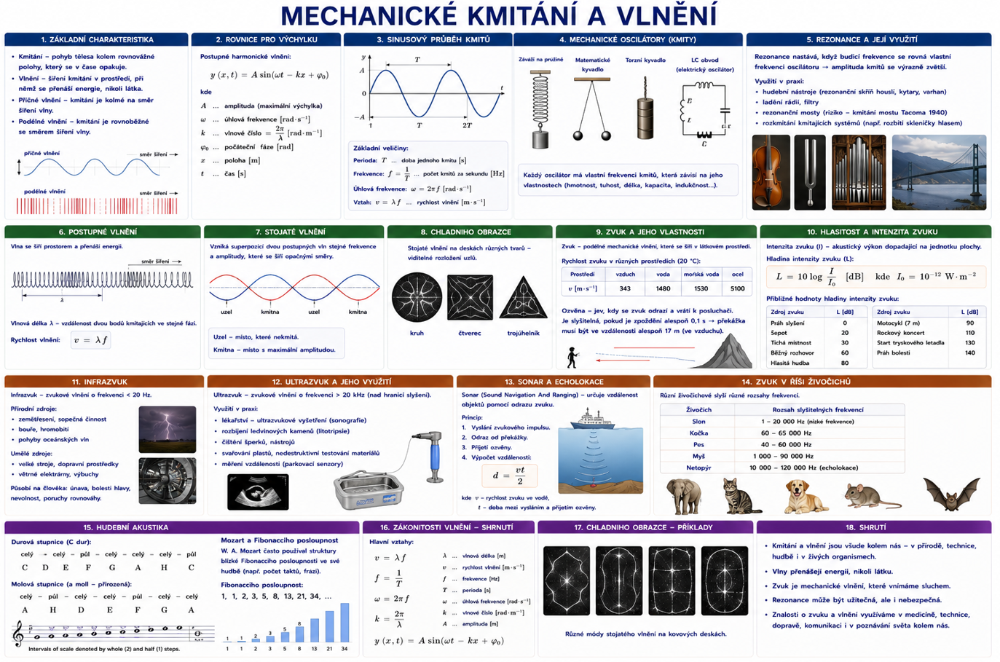 MECHANICKÉ KMITÁNÍ A VLNĚNÍ
1. ZÁKLADNÍ CHARAKTERISTIKA
• Kmitání – pohyb tělesa kolem rovnovážné
polohy, který se v čase opakuje.
• Vlnění – šíření kmitání v prostředí, při
němž se přenáší energie, nikoli látka.
• Příčné vlnění – kmitání je kolmé na směr
šíření vlny.
• Podélné vlnění – kmitání je rovnoběžné
se směrem šíření vlny.
příčné vlnění
směr šíření →
podélné vlnění
směr šíření →
2. ROVNICE PRO VÝCHYLKU
Postupné harmonické vlnění:
y (x, t) = A sin(ωt − kx + φ₀)
kde
A ... amplituda (maximální výchylka)
ω ... úhlová frekvence [rad·s⁻¹]
k ... vlnové číslo = 2π/λ [rad·m⁻¹]
φ₀ ... počáteční fáze [rad]
x ... poloha [m]
t ... čas [s]
3. SINUSOVÝ PRŮBĚH KMITŮ
y
T
A
0
t
−A
1
2T
Základní veličiny:
Perioda: T ... doba jednoho kmitu [s]
Frekvence: f = 1/T ... počet kmitů za sekundu [Hz]
Úhlová frekvence: ω = 2πf [rad·s⁻¹]
Vztah: v = λf ... rychlost vlnění [m·s⁻¹]
4. MECHANICKÉ OSCILÁTORY (KMITY)
Závaží na pružině
Matematické
kyvadlo
Torzní kyvadlo
LC obvod
(elektrický oscilátor)
Každý oscilátor má vlastní frekvenci kmitů, která závisí na jeho
vlastnostech (hmotnost, tuhost, délka, kapacita, indukčnost...).
5. REZONANCE A JEJÍ VYUŽITÍ
Rezonance nastává, když budicí frekvence se rovná vlastní
frekvenci oscilátoru → amplituda kmitů se výrazně zvětší.
Využití v praxi:
• hudební nástroje (rezonanční skříň houslí, kytary, varhan)
• ladění rádií, filtry
• rezonanční mosty (riziko – kmitání mostu Tacoma 1940)
• rozkmitání kmitajících systémů (např. rozbití skleničky hlasem)
6. POSTUPNÉ VLNĚNÍ
Vlna se šíří prostorem a přenáší energii.
směr šíření →
λ
Vlnová délka λ – vzdálenost dvou bodů kmitajících ve stejné fázi.
Rychlost vlnění: v = λf
7. STOJATÉ VLNĚNÍ
Vzniká superpozicí dvou postupných vln stejné frekvence
a amplitudy, které se šíří opačnými směry.
uzel kmitna uzel kmitna
Uzel – místo, které nekmitá.
Kmitna – místo s maximální amplitudou.
8. CHLADNIHO OBRAZCE
Stojaté vlnění na deskách různých tvarů –
viditelné rozložení uzlů.
kruh čtverec trojúhelník
9. ZVUK A JEHO VLASTNOSTI
Zvuk – podélné mechanické vlnění, které se šíří v látkovém prostředí.
Rychlost zvuku v různých prostředích (20 °C):
Prostředí vzduch voda mořská voda ocel
v [m·s⁻¹] 343 1480 1530 5100
Ozvěna – jev, kdy se zvuk odrazí a vrátí k posluchači.
Je slyšitelná, pokud je zpoždění alespoň 0,1 s → překážka
musí být ve vzdálenosti alespoň 17 m (ve vzduchu).
10. HLASITOST A INTENZITA ZVUKU
Intenzita zvuku (I) – akustický výkon dopadající na jednotku plochy.
Hladina intenzity zvuku (L):
L = 10 log I/I₀ [dB] kde I₀ = 10⁻¹² W·m⁻²
Přibližné hodnoty hladiny intenzity zvuku:
Zdroj zvuku L [dB]
Práh slyšení 0
Šepot 20
Tichá místnost 30
Běžný rozhovor 60
Hlasitá hudba 80
Zdroj zvuku L [dB]
Motocykl (7 m) 90
Rockový koncert 110
Start tryskového letadla 130
Práh bolesti 140
11. INFRAZVUK
Infrazvuk – zvukové vlnění o frekvenci < 20 Hz.
Přírodní zdroje:
• zemětřesení, sopečná činnost
• bouře, hromobití
• pohyby oceánských vln
Umělé zdroje:
• velké stroje, dopravní prostředky
• větrné elektrárny, výbuchy
Působí na člověka: únava, bolesti hlavy,
nevolnost, poruchy rovnováhy.
12. ULTRAZVUK A JEHO VYUŽITÍ
Ultrazvuk – zvukové vlnění o frekvenci > 20 kHz (nad hranicí slyšení).
Využití v praxi:
• lékařství – ultrazvukové vyšetření (sonografie)
• rozbíjení ledvinových kamenů (litotripsie)
• čištění šperků, nástrojů
• svařování plastů, nedestruktivní testování materiálů
• měření vzdálenosti (parkovací senzory)
13. SONAR A ECHOLOKACE
Sonar (Sound Navigation And Ranging) – určuje vzdálenost
objektů pomocí odrazu zvuku.
Princip:
1. Vyslání zvukového impulsu.
2. Odraz od překážky.
3. Přijetí ozvěny.
4. Výpočet vzdálenosti:
d = vt/2
kde v – rychlost zvuku ve vodě,
t – doba mezi vysláním a přijetím ozvěny.
14. ZVUK V ŘÍŠI ŽIVOČICHŮ
Různí živočichové slyší různé rozsahy frekvencí.
Živočich Rozsah slyšitelných frekvencí
Slon 1 – 20 000 Hz (nízké frekvence)
Kočka 60 – 65 000 Hz
Pes 40 – 60 000 Hz
Myš 1 000 – 90 000 Hz
Netopýr 10 000 – 120 000 Hz (echolokace)
15. HUDEBNÍ AKUSTIKA
Durová stupnice (C dur):
celý → celý – půl – celý – celý – celý – půl
C D E F G A H C
Molová stupnice (a moll – přirozená):
celý – půl – celý – celý – půl – celý – celý
A H D E F G A
Intervals of scale denoted by whole (2) and half (1) steps.
Mozart a Fibonacciho posloupnost
W. A. Mozart často používal struktury
blízké Fibonacciho posloupnosti ve své
hudbě (např. počet taktů, frází).
Fibonacciho posloupnost:
1, 1, 2, 3, 5, 8, 13, 21, 34, ...
1 1 2 3 5 8
1 1 2 3 5 8 13 21 34
16. ZÁKONITOSTI VLNĚNÍ – SHRNUTÍ
Hlavní vztahy:
v = λf
f = 1/T
ω = 2πf
k = 2π/λ
y (x, t) = A sin(ωt − kx + φ₀)
λ ... vlnová délka [m]
v ... rychlost vlnění [m·s⁻¹]
f ... frekvence [Hz]
T ... perioda [s]
ω ... úhlová frekvence [rad·s⁻¹]
k ... vlnové číslo [rad·m⁻¹]
A ... amplituda [m]
17. CHLADNIHO OBRAZCE – PŘÍKLADY
Různé módy stojatého vlnění na kovových deskách.
18. SHRUTÍ
• Kmitání a vlnění jsou všude kolem nás – v přírodě, technice,
hudbě i v živých organismech.
• Vlny přenášejí energii, nikoli látku.
• Zvuk je mechanické vlnění, které vnímáme sluchem.
• Rezonance může být užitečná, ale i nebezpečná.
• Znalosti o zvuku a vlnění využíváme v medicíně, technice,
dopravě, komunikaci i v poznávání světa kolem nás.